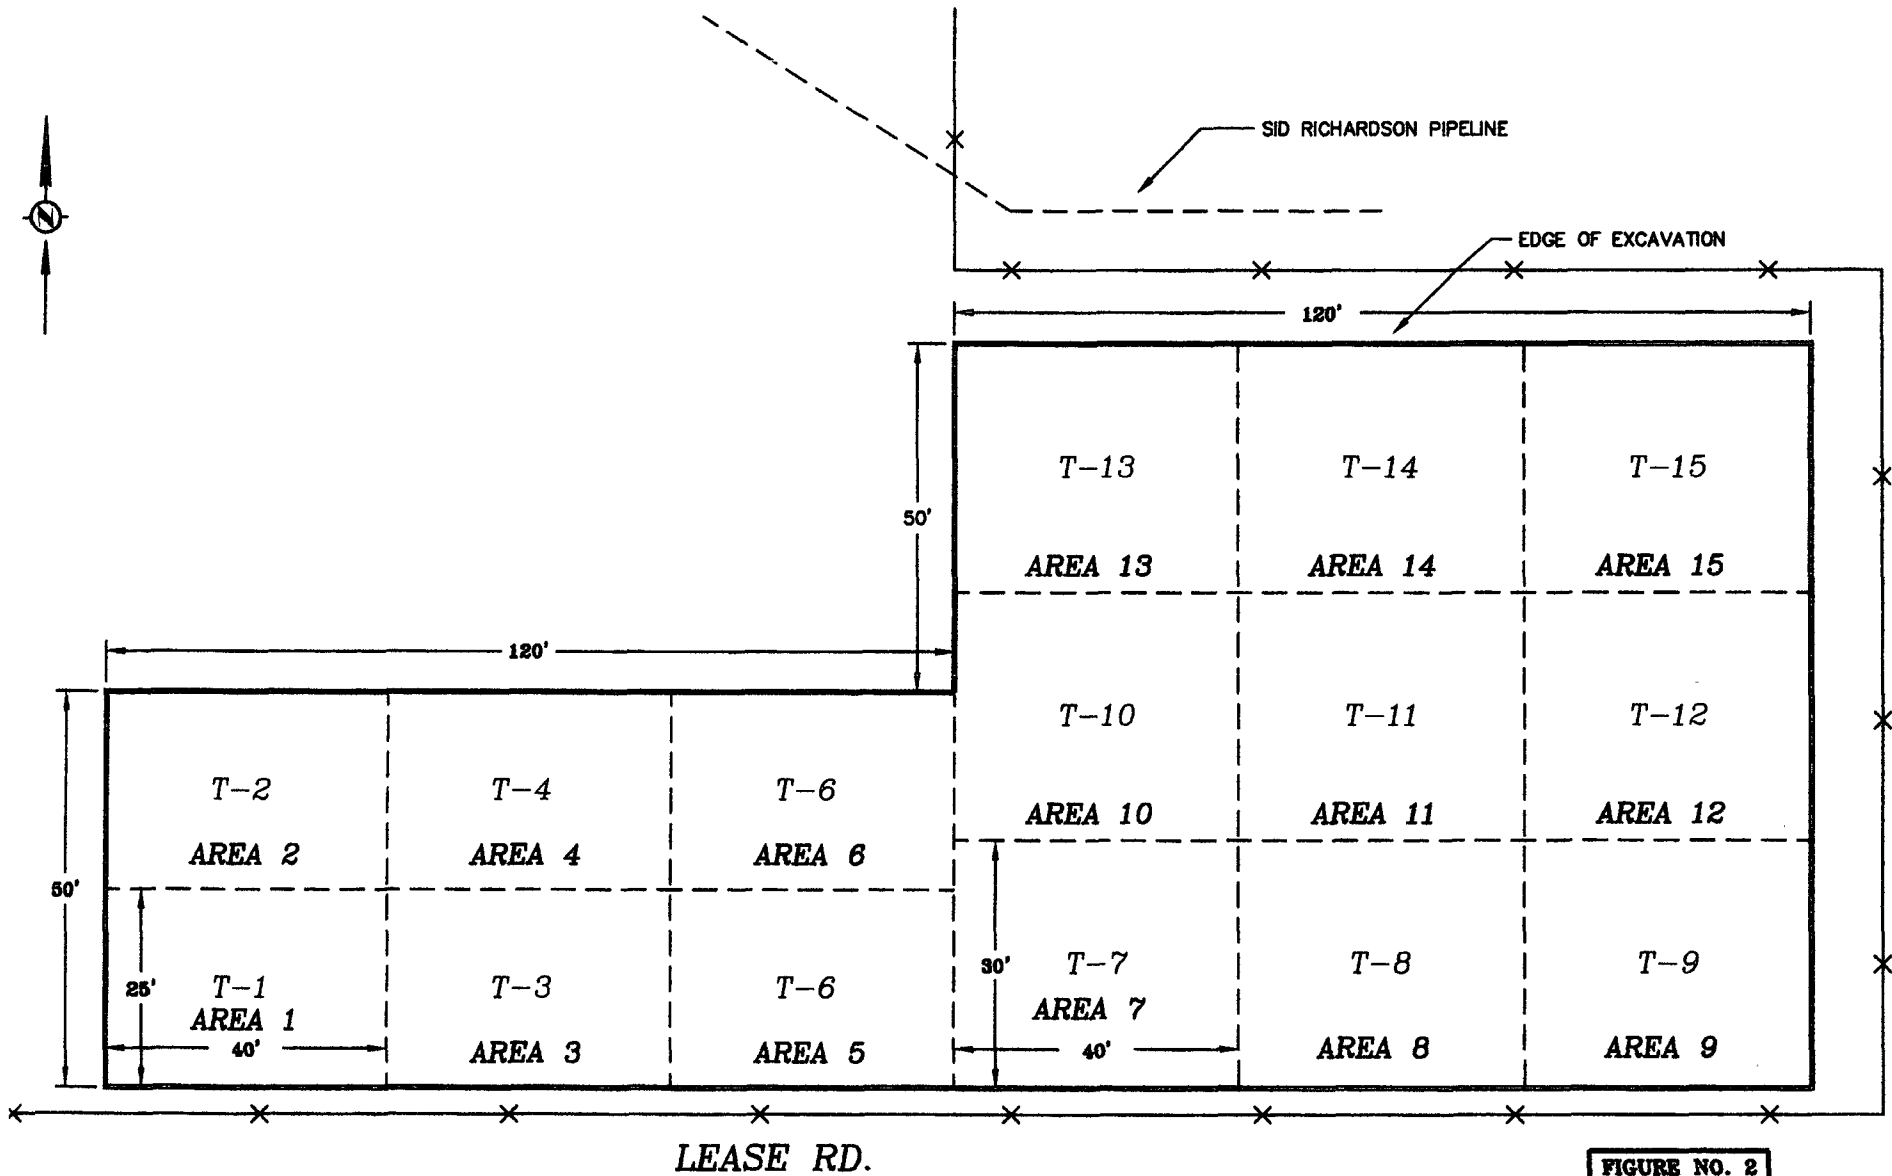 SID RICHARDSON PIPELINE
EDGE OF EXCAVATION
120'
T-13 T-14 T-15
50'
AREA 13 AREA 14 AREA 15
120'
T-10 T-11 T-12
T-2 T-4 T-6
AREA 10 AREA 11 AREA 12
AREA 2 AREA 4 AREA 6
50'
T-7 T-8 T-9
30'
25' T-1 T-3 T-6
AREA 7
AREA 1
40' AREA 3 AREA 5 40' AREA 8 AREA 9
LEASE RD.
FIGURE NO. 2
N